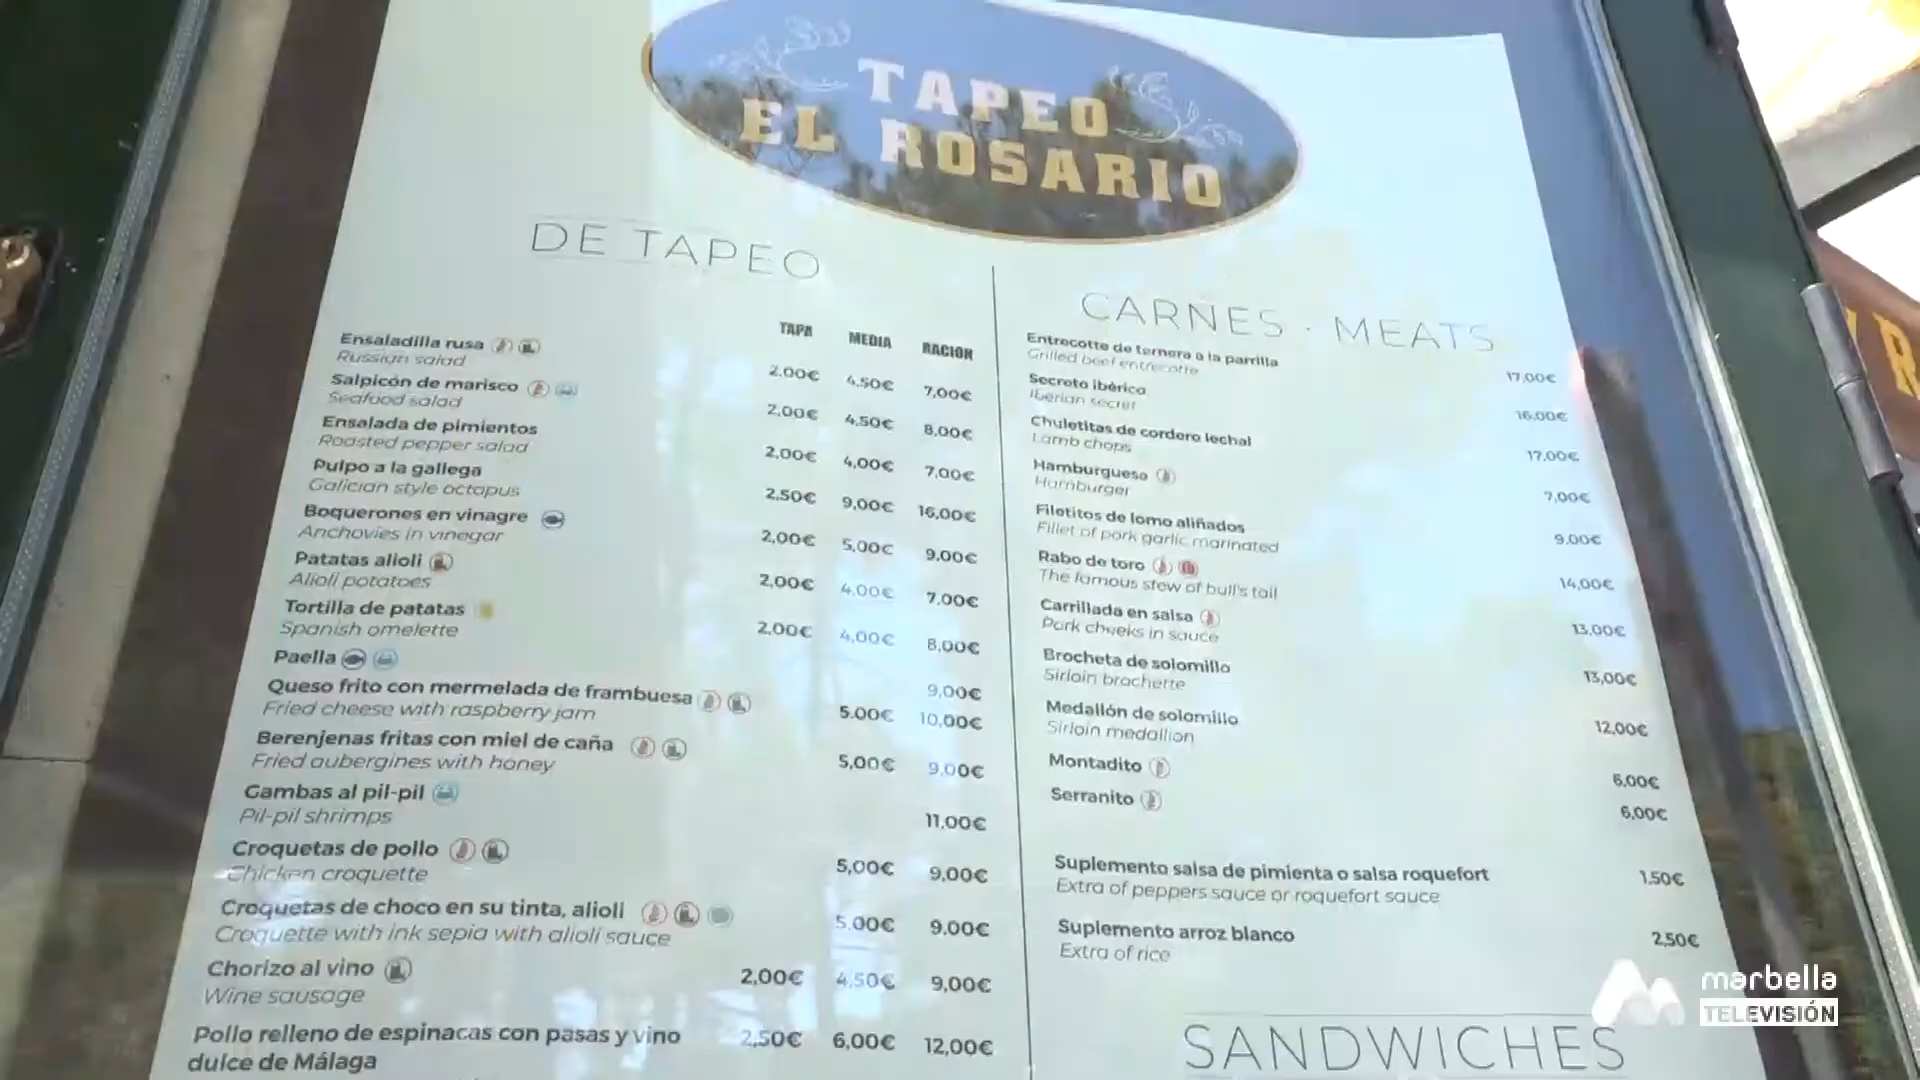 TAPEO
EL ROSARIO
DE TAPEO
TAPA MEDIA RACION
Ensaladilla rusa
Russian salad
2.00€ 4.50€ 7,00€
Salpicón de marisco
Seafood salad
2,00€ 4,50€ 8,00€
Ensalada de pimientos
Roasted pepper salad
2,00€ 4,00€ 7,00€
Pulpo a la gallega
Galician style octopus
2,50€ 9,00€ 16,00€
Boquerones en vinagre
Anchovies in vinegar
2,00€ 5,00€ 9,00€
Patatas alioli
Alioli potatoes
2,00€ 4,00€ 7,00€
Tortilla de patatas
Spanish omelette
2,00€ 4,00€ 8,00€
Paella
9,00€
Queso frito con mermelada de frambuesa
Fried cheese with raspberry jam
5,00€ 10,00€
Berenjenas fritas con miel de caña
Fried aubergines with honey
5,00€ 9,00€
Gambas al pil-pil
Pil-pil shrimps
11,00€
Croquetas de pollo
Chicken croquette
5,00€ 9,00€
Croquetas de choco en su tinta, alioli
Croquette with ink sepia with alioli sauce
5.00€ 9.00€
Chorizo al vino
Wine sausage
2,00€ 4,50€ 9,00€
Pollo relleno de espinacas con pasas y vino
dulce de Málaga
2,50€ 6,00€ 12,00€
CARNES · MEATS
Entrecotte de ternera a la parrilla
Grilled beef entrecotte
17,00€
Secreto ibérico
Iberian secret
16,00€
Chuletitas de cordero lechal
Lamb chops
17,00€
Hamburguesa
Hamburger
7,00€
Filetitos de lomo aliñados
Fillet of pork garlic marinated
9,00€
Rabo de toro
The famous stew of bull's tail
14,00€
Carrillada en salsa
Pork cheeks in sauce
13,00€
Brocheta de solomillo
Sirloin brochette
13,00€
Medallón de solomillo
Sirloin medallion
12,00€
Montadito
6,00€
Serranito
6,00€
Suplemento salsa de pimienta o salsa roquefort
Extra of peppers sauce or roquefort sauce
1,50€
Suplemento arroz blanco
Extra of rice
2,50€
SANDWICHES
marbella
TELEVISIÓN